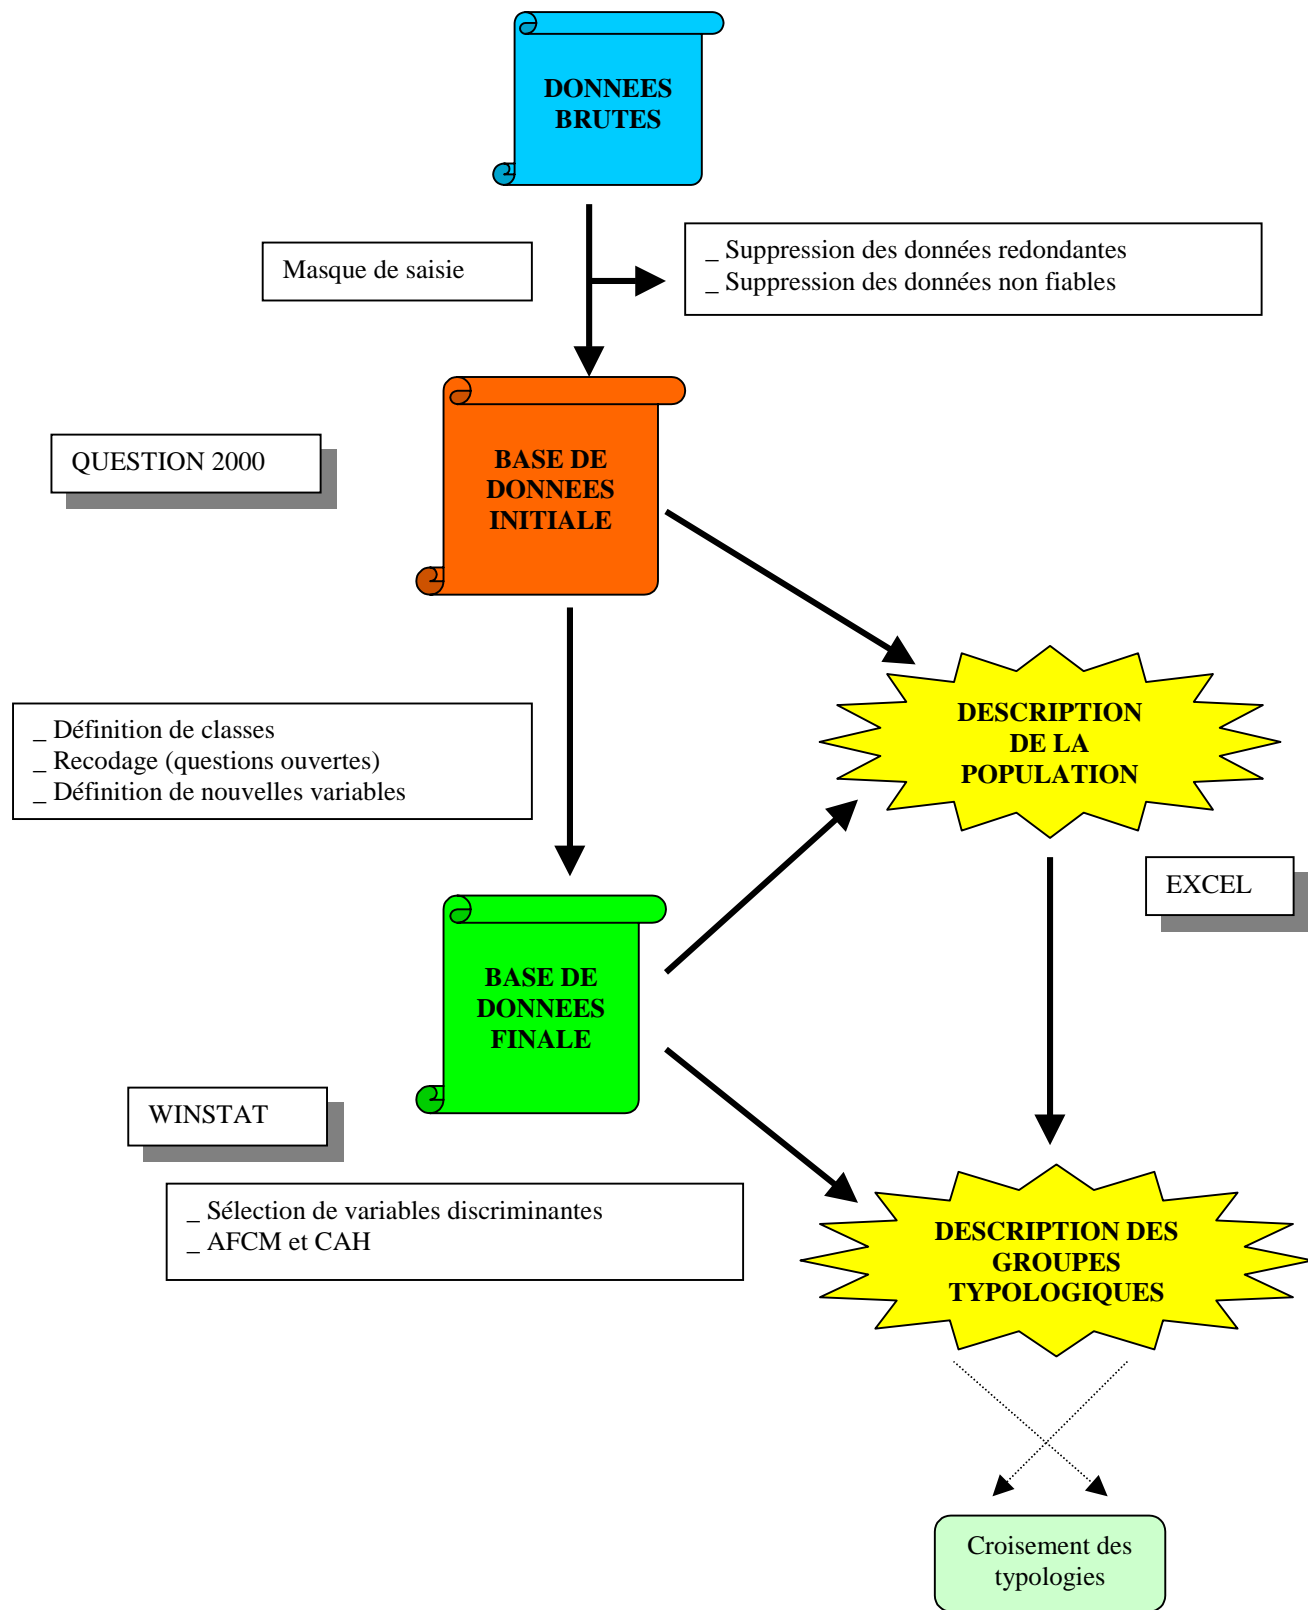 DONNEES
BRUTES
Masque de saisie
_ Suppression des données redondantes
_ Suppression des données non fiables
QUESTION 2000
BASE DE
DONNEES
INITIALE
_ Définition de classes
_ Recodage (questions ouvertes)
_ Définition de nouvelles variables
DESCRIPTION
DE LA
POPULATION
EXCEL
BASE DE
DONNEES
FINALE
WINSTAT
_ Sélection de variables discriminantes
_ AFCM et CAH
DESCRIPTION DES
GROUPES
TYPOLOGIQUES
Croisement des
typologies